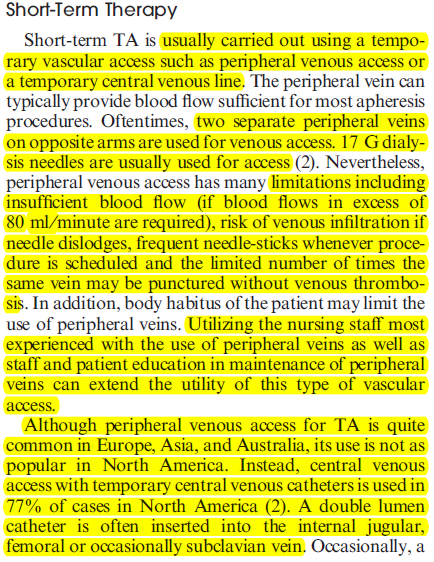 Short-Term Therapy
Short-term TA is usually carried out using a tempo-
rary vascular access such as peripheral venous access or
a temporary central venous line. The peripheral vein can
typically provide blood flow sufficient for most apheresis
procedures. Oftentimes, two separate peripheral veins
on opposite arms are used for venous access. 17 G dialy-
sis needles are usually used for access (2). Nevertheless,
peripheral venous access has many limitations including
insufficient blood flow (if blood flows in excess of
80 ml/minute are required), risk of venous infiltration if
needle dislodges, frequent needle-sticks whenever proce-
dure is scheduled and the limited number of times the
same vein may be punctured without venous thrombo-
sis. In addition, body habitus of the patient may limit the
use of peripheral veins. Utilizing the nursing staff most
experienced with the use of peripheral veins as well as
staff and patient education in maintenance of peripheral
veins can extend the utility of this type of vascular
access.
Although peripheral venous access for TA is quite
common in Europe, Asia, and Australia, its use is not as
popular in North America. Instead, central venous
access with temporary central venous catheters is used in
77% of cases in North America (2). A double lumen
catheter is often inserted into the internal jugular,
femoral or occasionally subclavian vein. Occasionally, a